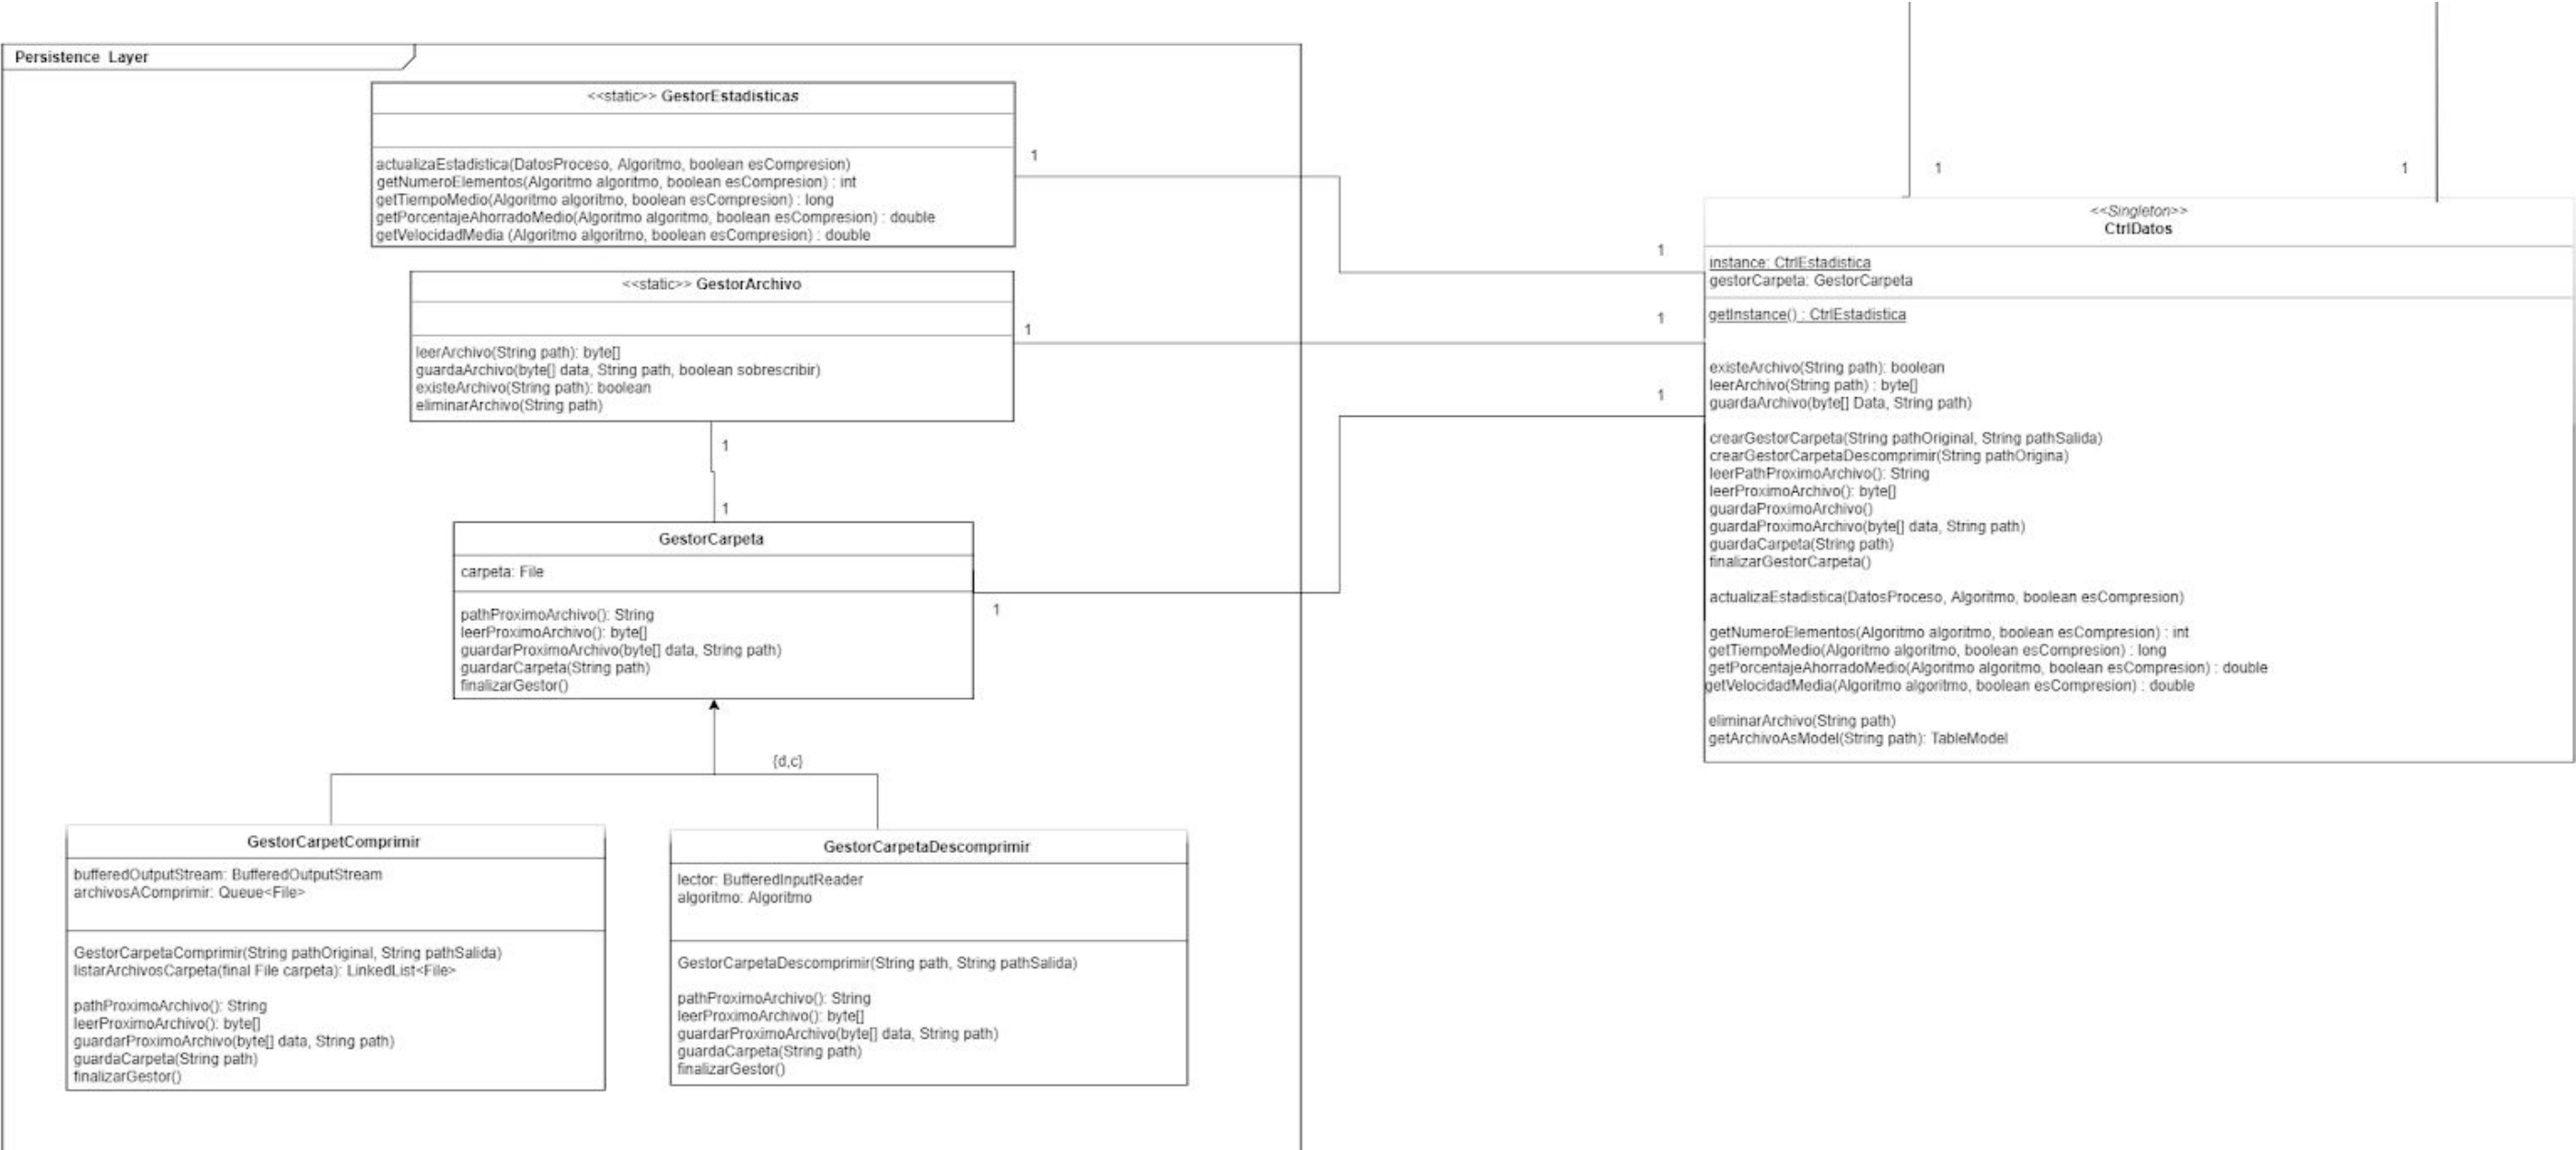 Persistence Layer
<<static>> GestorEstadisticas
actualizaEstadistica(DatosProceso, Algoritmo, boolean esCompresion)
getNumeroElementos(Algoritmo algoritmo, boolean esCompresion) : int
getTiempoMedio(Algoritmo algoritmo, boolean esCompresion) : long
getPorcentajeAhorradoMedio(Algoritmo algoritmo, boolean esCompresion) : double
getVelocidadMedia (Algoritmo algoritmo, boolean esCompresion) : double
1
1
<<static>> GestorArchivo
leerArchivo(String path): byte[]
guardaArchivo(byte[] data, String path, boolean sobrescribir)
existeArchivo(String path): boolean
eliminarArchivo(String path)
1
1
1
1
GestorCarpeta
carpeta: File
pathProximoArchivo(): String
leerProximoArchivo(): byte[]
guardarProximoArchivo(byte[] data, String path)
guardarCarpeta(String path)
finalizarGestor()
1
1
{d,c}
GestorCarpetComprimir
bufferedOutputStream: BufferedOutputStream
archivosAComprimir: Queue<File>
GestorCarpetaComprimir(String pathOriginal, String pathSalida)
listarArchivosCarpeta(final File carpeta): LinkedList<File>
pathProximoArchivo(): String
leerProximoArchivo(): byte[]
guardarProximoArchivo(byte[] data, String path)
guardaCarpeta(String path)
finalizarGestor()
GestorCarpetaDescomprimir
lector: BufferedInputReader
algoritmo: Algoritmo
GestorCarpetaDescomprimir(String path, String pathSalida)
pathProximoArchivo(): String
leerProximoArchivo(): byte[]
guardarProximoArchivo(byte[] data, String path)
guardaCarpeta(String path)
finalizarGestor()
1
1
<<Singleton>>
CtrlDatos
instance: CtrlEstadistica
gestorCarpeta: GestorCarpeta
getInstance() : CtrlEstadistica
existeArchivo(String path): boolean
leerArchivo(String path) : byte[]
guardaArchivo(byte[] Data, String path)
crearGestorCarpeta(String pathOriginal, String pathSalida)
crearGestorCarpetaDescomprimir(String pathOrigina)
leerPathProximoArchivo(): String
leerProximoArchivo(): byte[]
guardaProximoArchivo()
guardaProximoArchivo(byte[] data, String path)
guardaCarpeta(String path)
finalizarGestorCarpeta()
actualizaEstadistica(DatosProceso, Algoritmo, boolean esCompresion)
getNumeroElementos(Algoritmo algoritmo, boolean esCompresion) : int
getTiempoMedio(Algoritmo algoritmo, boolean esCompresion) : long
getPorcentajeAhorradoMedio(Algoritmo algoritmo, boolean esCompresion) : double
getVelocidadMedia(Algoritmo algoritmo, boolean esCompresion) : double
eliminarArchivo(String path)
getArchivoAsModel(String path): TableModel